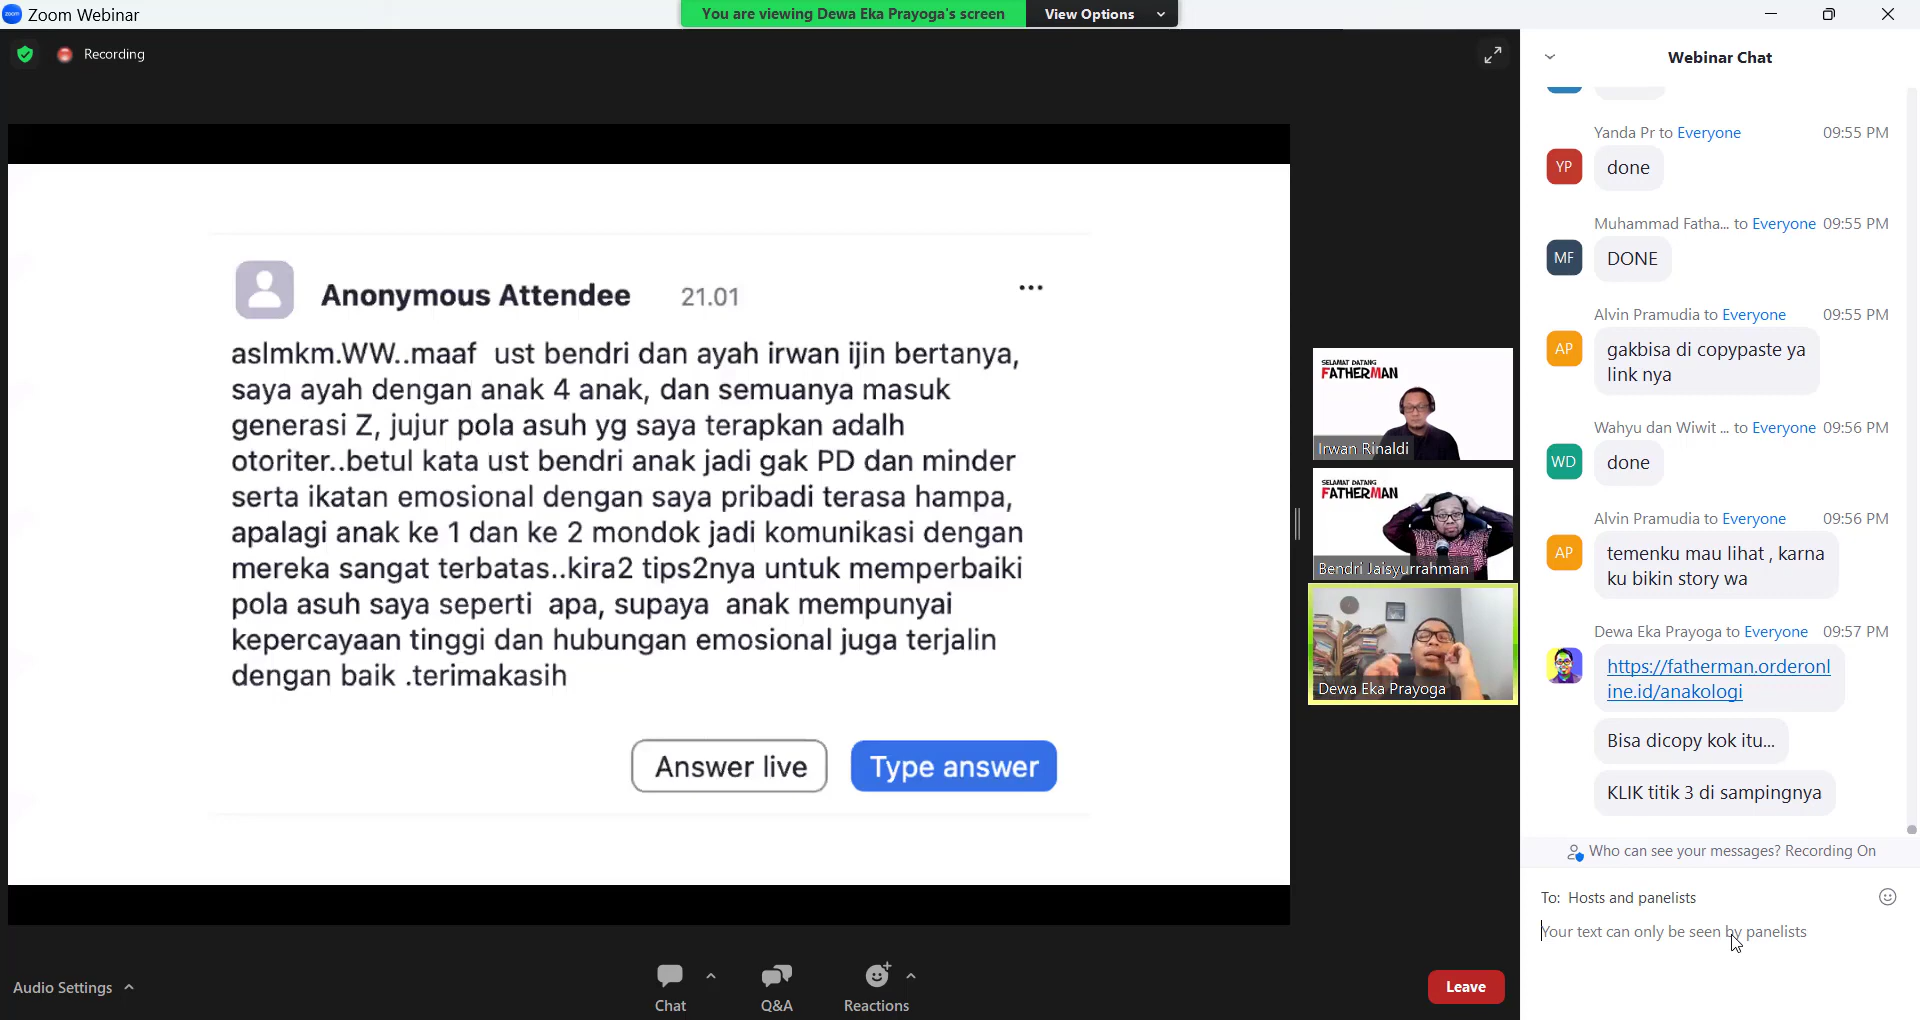 zoom Zoom Webinar
You are viewing Dewa Eka Prayoga's screen
View Options
Recording
Anonymous Attendee 21.01
...
aslmkm.WW..maaf ust bendri dan ayah irwan ijin bertanya,
saya ayah dengan anak 4 anak, dan semuanya masuk
generasi Z, jujur pola asuh yg saya terapkan adalh
otoriter..betul kata ust bendri anak jadi gak PD dan minder
serta ikatan emosional dengan saya pribadi terasa hampa,
apalagi anak ke 1 dan ke 2 mondok jadi komunikasi dengan
mereka sangat terbatas..kira2 tips2nya untuk memperbaiki
pola asuh saya seperti apa, supaya anak mempunyai
kepercayaan tinggi dan hubungan emosional juga terjalin
dengan baik .terimakasih
Answer live
Type answer
SELAMAT DATANG
FATHERMAN
Irwan Rinaldi
SELAMAT DATANG
FATHERMAN
Bendri Jaisyurrahman
Dewa Eka Prayoga
Webinar Chat
Yanda Pr to Everyone 09:55 PM
YP done
Muhammad Fatha... to Everyone 09:55 PM
MF DONE
Alvin Pramudia to Everyone 09:55 PM
AP gakbisa di copypaste ya
link nya
Wahyu dan Wiwit ... to Everyone 09:56 PM
WD done
Alvin Pramudia to Everyone 09:56 PM
AP temenku mau lihat , karna
ku bikin story wa
Dewa Eka Prayoga to Everyone 09:57 PM
https://fatherman.orderonl
ine.id/anakologi
Bisa dicopy kok itu...
KLIK titik 3 di sampingnya
Who can see your messages? Recording On
To: Hosts and panelists
Your text can only be seen by panelists
Audio Settings
Chat
Q&A
Reactions
Leave